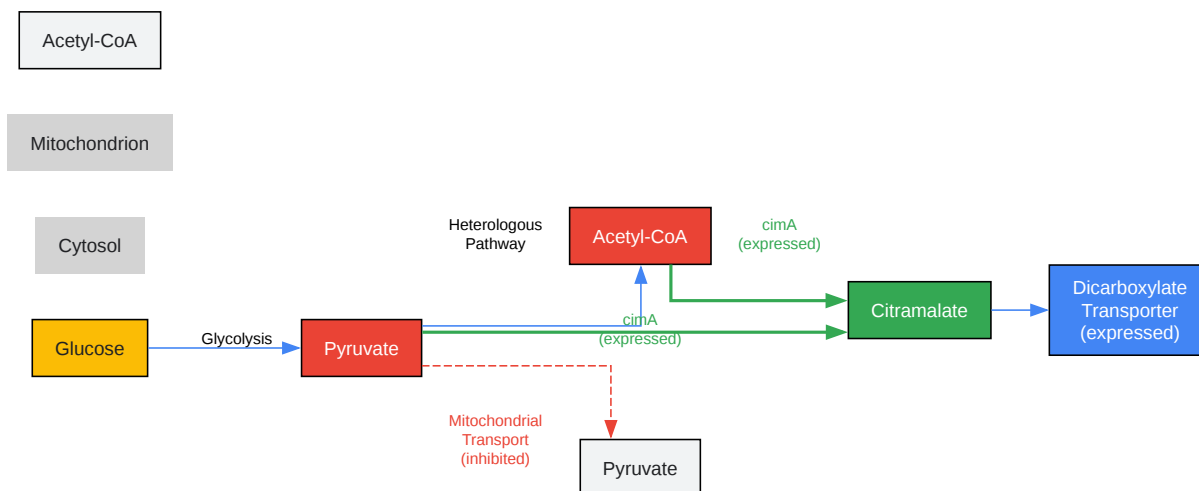 Acetyl-CoA
Mitochondrion
Cytosol
Glucose
Glycolysis
Pyruvate
Heterologous
Pathway
Acetyl-CoA
cimA
(expressed)
cimA
(expressed)
Citramalate
Dicarboxylate
Transporter
(expressed)
Mitochondrial
Transport
(inhibited)
Pyruvate